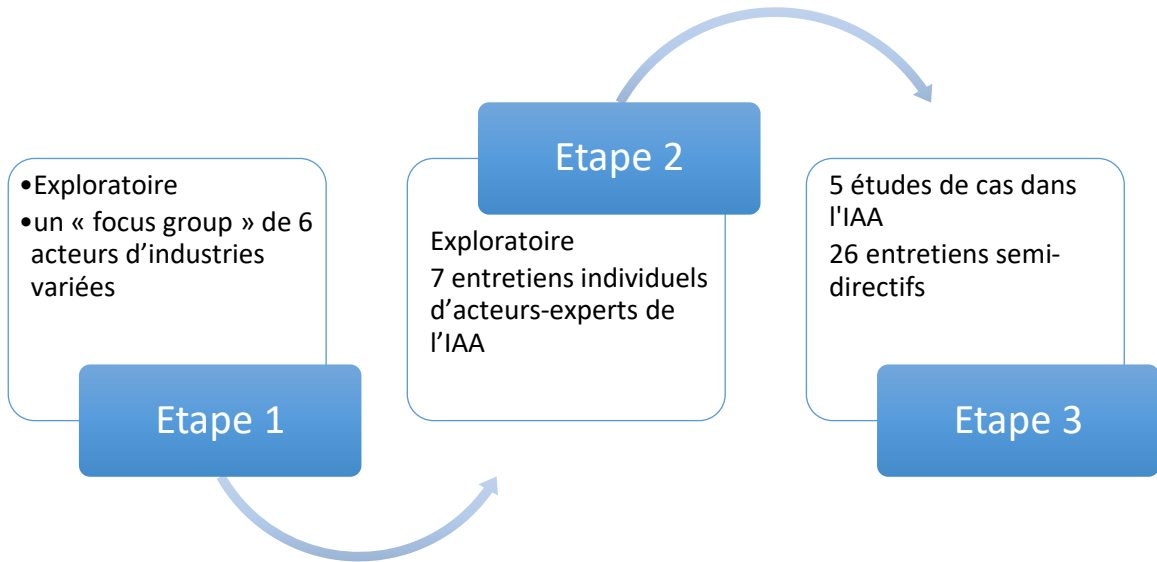 •Exploratoire
•un « focus group » de 6
acteurs d’industries
variées
Etape 1
Etape 2
Exploratoire
7 entretiens individuels
d’acteurs-experts de
l’IAA
5 études de cas dans
l'IAA
26 entretiens semi-
directifs
Etape 3